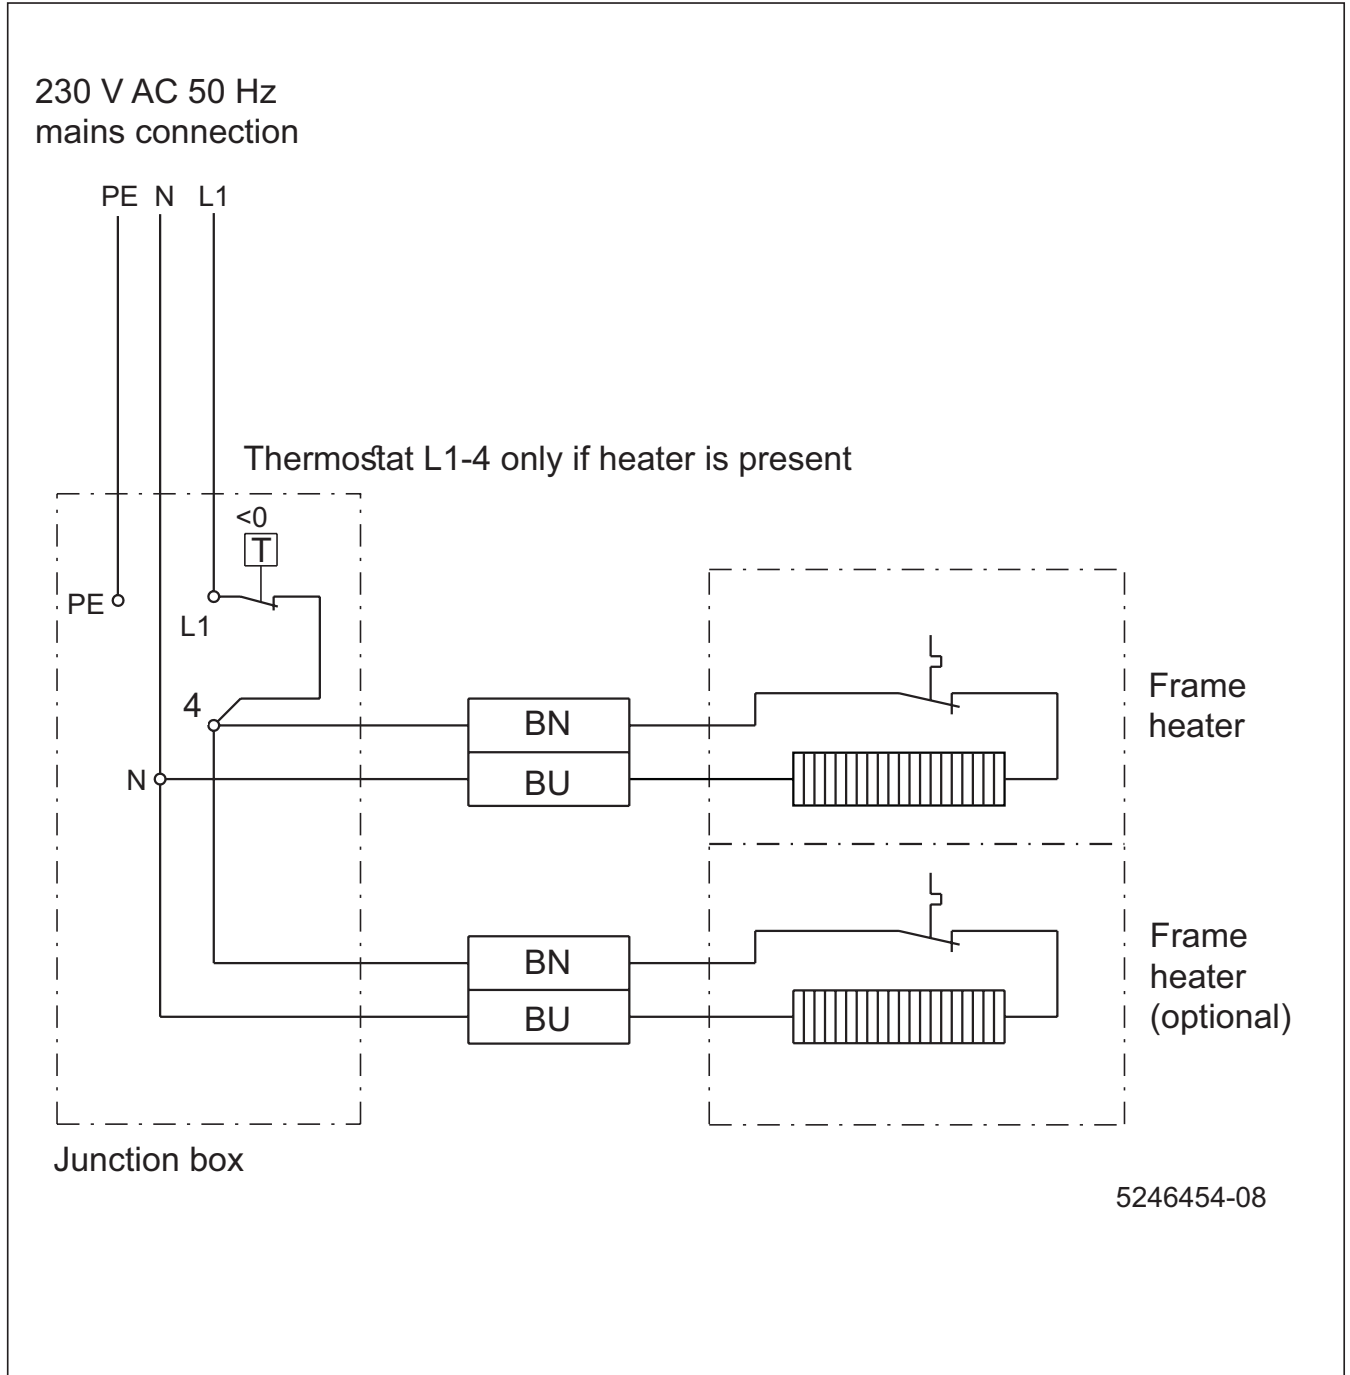 230 V AC 50 Hz
mains connection
PE N L1
Thermostat L1-4 only if heater is present
<0
T
PE
L1
4
BN
Frame
heater
N
BU
BN
Frame
heater
(optional)
BU
Junction box
5246454-08